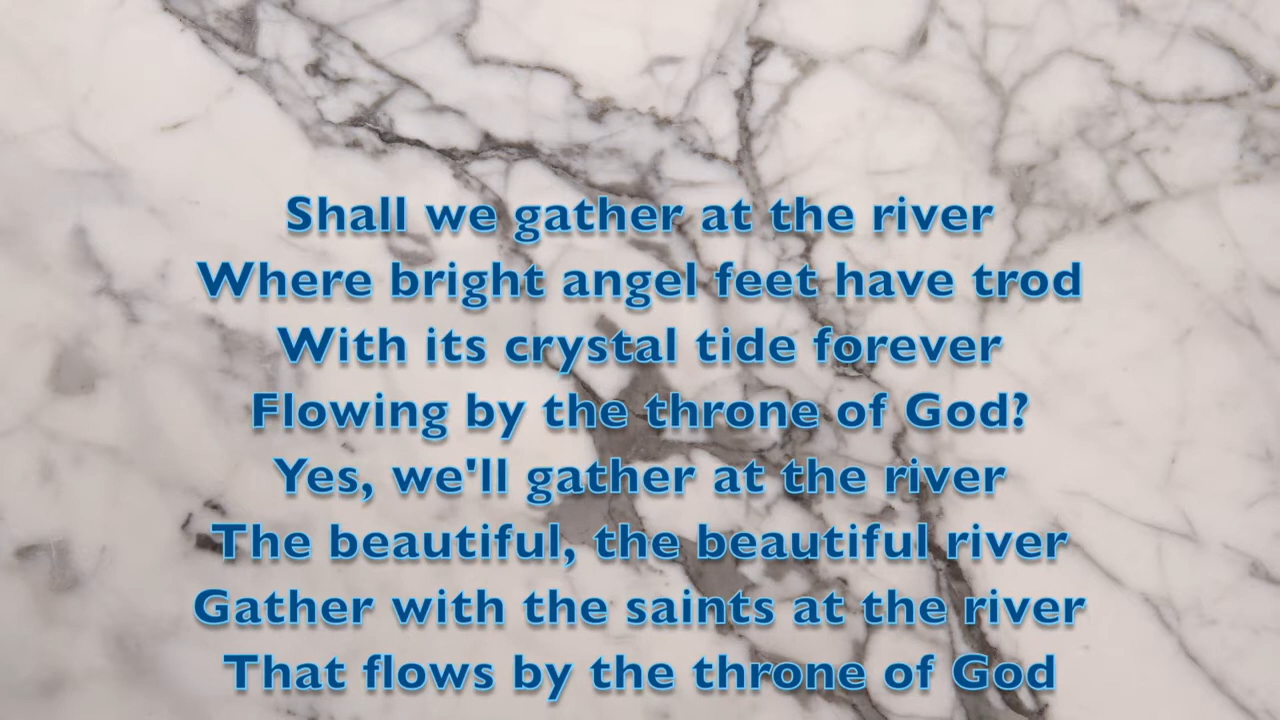 Shall we gather at the river
Where bright angel feet have trod
With its crystal tide forever
Flowing by the throne of God?
Yes, we'll gather at the river
The beautiful, the beautiful river
Gather with the saints at the river
That flows by the throne of God